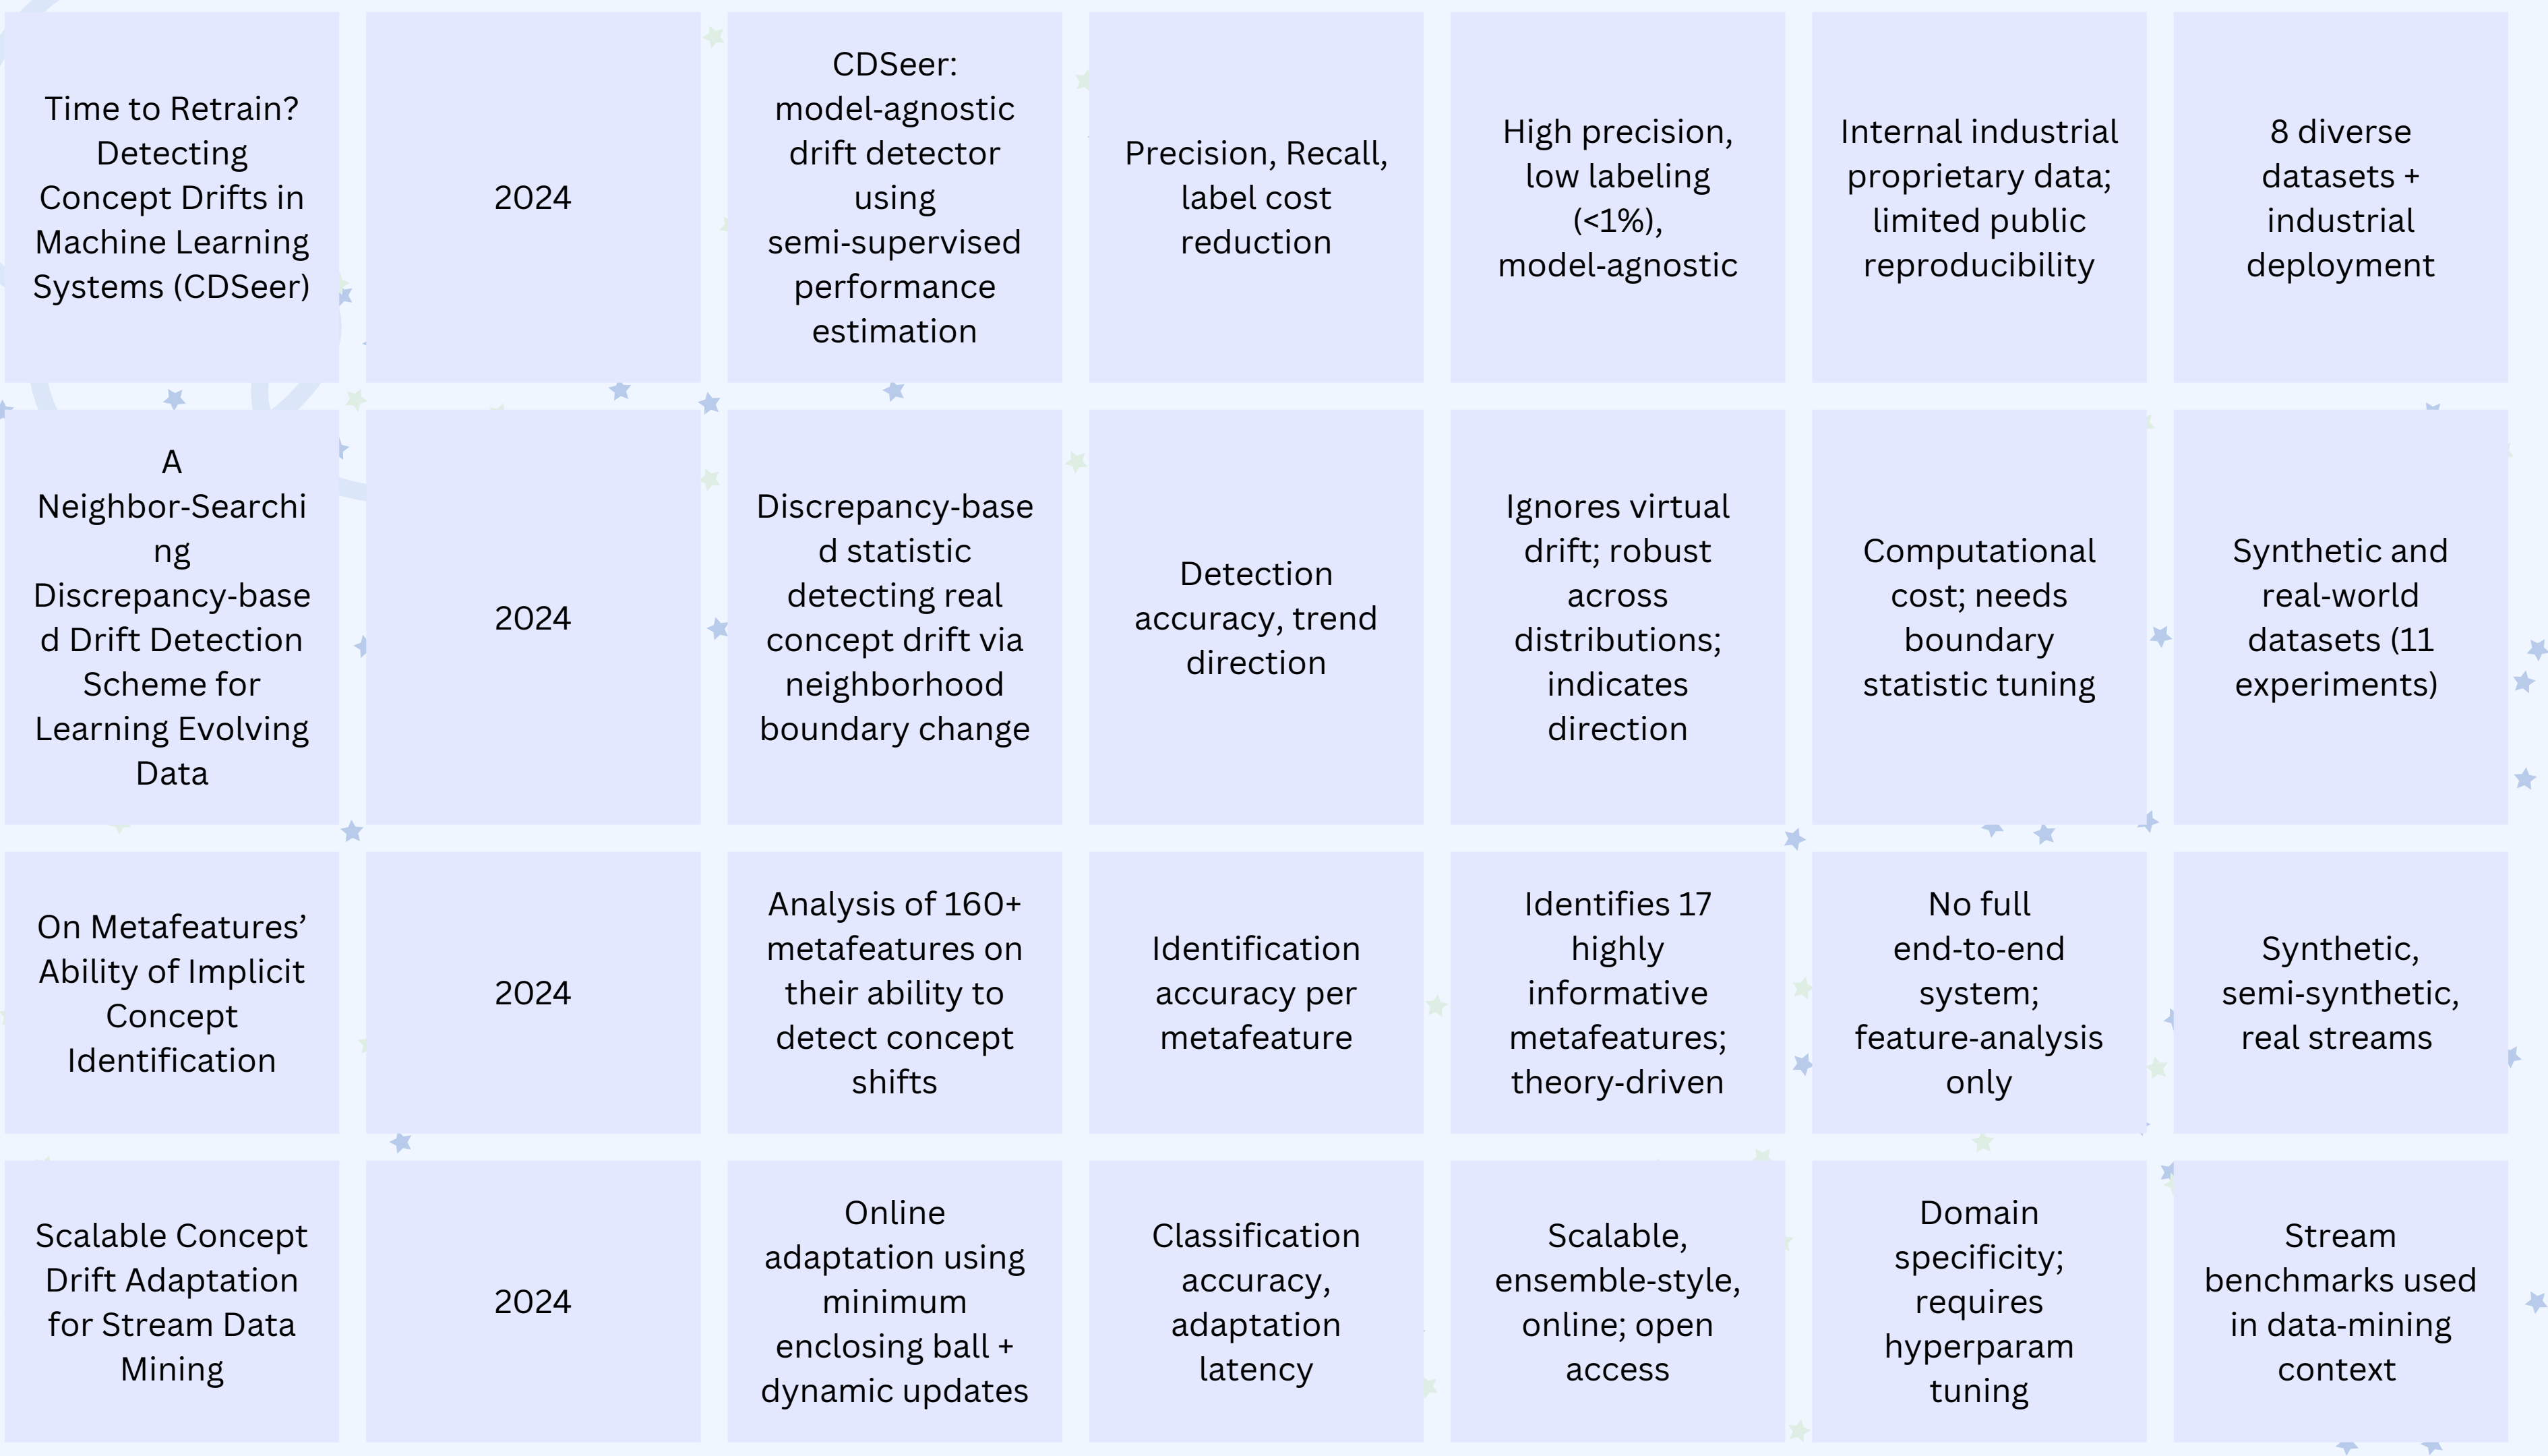 Time to Retrain?
Detecting
Concept Drifts in
Machine Learning
Systems (CDSeer)
2024
CDSeer:
model-agnostic
drift detector
using
semi-supervised
performance
estimation
Precision, Recall,
label cost
reduction
High precision,
low labeling
(<1%),
model-agnostic
Internal industrial
proprietary data;
limited public
reproducibility
8 diverse
datasets +
industrial
deployment
A
Neighbor-Searchi
ng
Discrepancy-base
d Drift Detection
Scheme for
Learning Evolving
Data
2024
Discrepancy-base
d statistic
detecting real
concept drift via
neighborhood
boundary change
Detection
accuracy, trend
direction
Ignores virtual
drift; robust
across
distributions;
indicates
direction
Computational
cost; needs
boundary
statistic tuning
Synthetic and
real-world
datasets (11
experiments)
On Metafeatures’
Ability of Implicit
Concept
Identification
2024
Analysis of 160+
metafeatures on
their ability to
detect concept
shifts
Identification
accuracy per
metafeature
Identifies 17
highly
informative
metafeatures;
theory-driven
No full
end-to-end
system;
feature-analysis
only
Synthetic,
semi-synthetic,
real streams
Scalable Concept
Drift Adaptation
for Stream Data
Mining
2024
Online
adaptation using
minimum
enclosing ball +
dynamic updates
Classification
accuracy,
adaptation
latency
Scalable,
ensemble-style,
online; open
access
Domain
specificity;
requires
hyperparam
tuning
Stream
benchmarks used
in data-mining
context